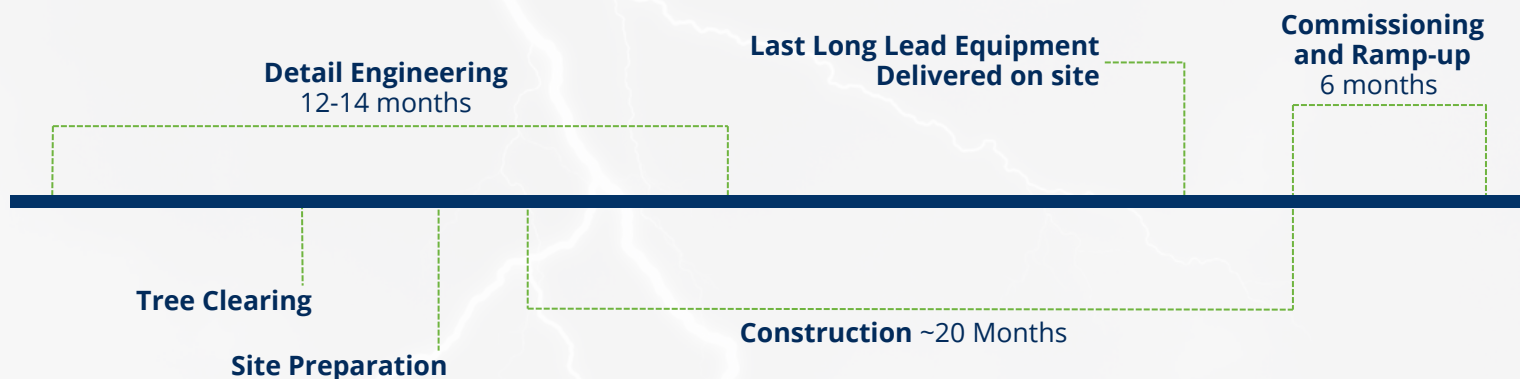 Detail Engineering
12-14 months
Last Long Lead Equipment
Delivered on site
Commissioning
and Ramp-up
6 months
Tree Clearing
Site Preparation
Construction ~20 Months